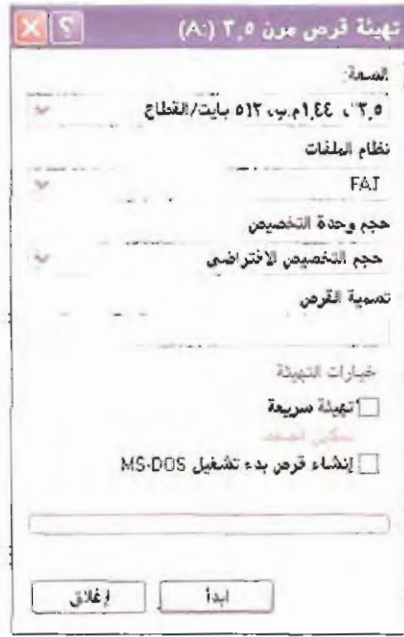 تهيئة قرص مرن ٣,٥ (A:)
السعة:
٣,٥"، ١,٤٤م.ب، ٥١٢ بايت/القطاع
نظام الملفات
FAT
حجم وحدة التخصيص
حجم التخصيص الافتراضي
تسمية القرص
خيارات التهيئة
تهيئة سريعة
إنشاء قرص بدء تشغيل MS-DOS
ابدأ
إغلاق